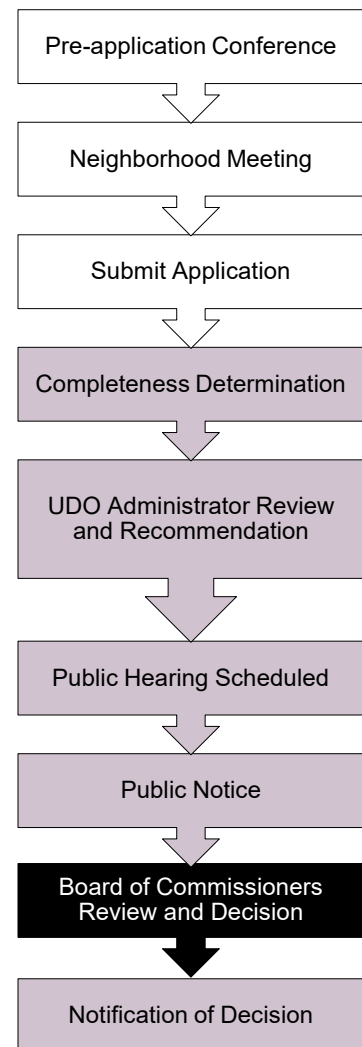 Pre-application Conference
Neighborhood Meeting
Submit Application
Completeness Determination
UDO Administrator Review
and Recommendation
Public Hearing Scheduled
Public Notice
Board of Commissioners
Review and Decision
Notification of Decision